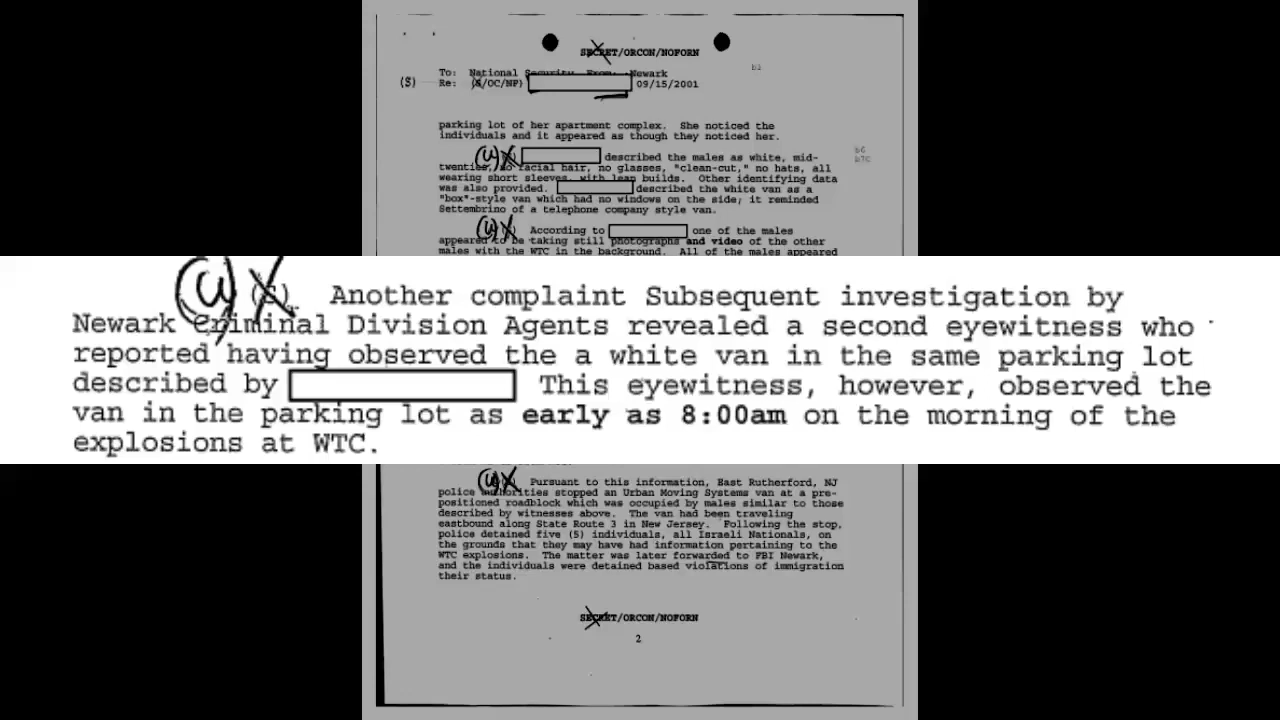 SECRET/ORCON/NOFORN
b1
To: National Security From: Newark
(S) Re: (S/OC/NF) 09/15/2001
parking lot of her apartment complex. She noticed the
individuals and it appeared as though they noticed her.
(U) described the males as white, mid-
twenties, no facial hair, no glasses, "clean-cut," no hats, all
wearing short sleeves, with lean builds. Other identifying data
was also provided. described the white van as a
"box"-style van which had no windows on the side; it reminded
Settembrino of a telephone company style van.
b6
b7C
(U) According to one of the males
appeared to be taking still photographs and video of the other
males with the WTC in the background. All of the males appeared
(U) (S) Another complaint Subsequent investigation by
Newark Criminal Division Agents revealed a second eyewitness who
reported having observed the a white van in the same parking lot
described by This eyewitness, however, observed the
van in the parking lot as early as 8:00am on the morning of the
explosions at WTC.
(U) Pursuant to this information, East Rutherford, NJ
police authorities stopped an Urban Moving Systems van at a pre-
positioned roadblock which was occupied by males similar to those
described by witnesses above. The van had been traveling
eastbound along State Route 3 in New Jersey. Following the stop,
police detained five (5) individuals, all Israeli Nationals, on
the grounds that they may have had information pertaining to the
WTC explosions. The matter was later forwarded to FBI Newark,
and the individuals were detained based violations of immigration
their status.
SECRET/ORCON/NOFORN
2